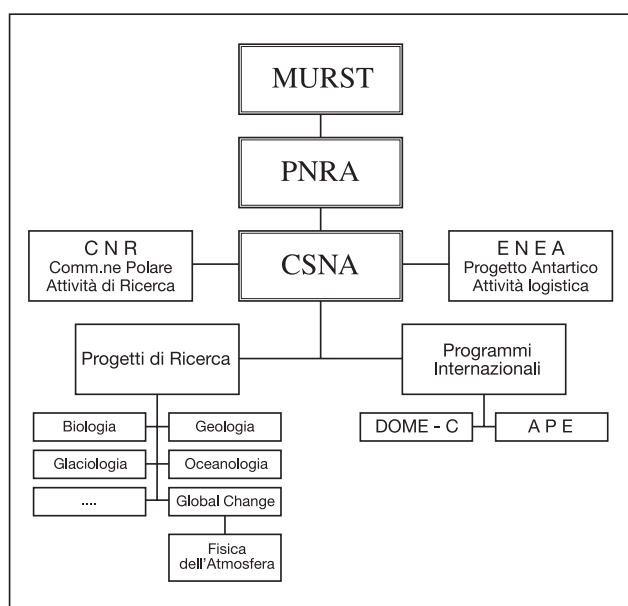 MURST
PNRA
C N R
Comm.ne Polare
Attività di Ricerca
CSNA
E N E A
Progetto Antartico
Attività logistica
Progetti di Ricerca
Programmi
Internazionali
Biologia
Geologia
DOME - C
A P E
Glaciologia
Oceanologia
....
Global Change
Fisica
dell'Atmosfera